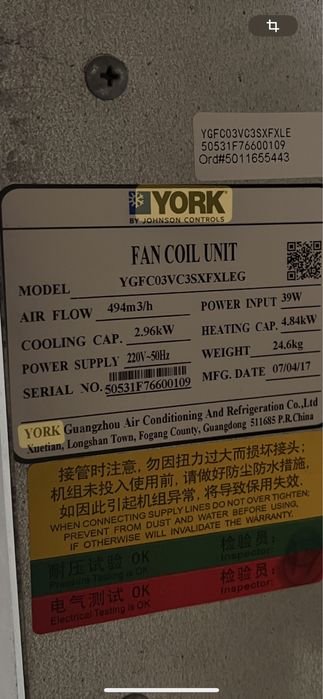 YGFC03VC3SXFXLE
50531F76600109
Ord#5011655443
YORK
BY JOHNSON CONTROLS
FAN COIL UNIT
MODEL YGFC03VC3SXFXLEG
AIR FLOW 494m3/h POWER INPUT 39W
COOLING CAP. 2.96kW HEATING CAP. 4.84kW
POWER SUPPLY 220V~50Hz WEIGHT 24.6kg
SERIAL NO. 50531F76600109 MFG. DATE 07/04/17
YORK Guangzhou Air Conditioning And Refrigeration Co.,Ltd
Xuetian, Longshan Town, Fogang County, Guangdong 511685 P.R.China
接管时注意，勿因扭力过大而损坏接头；
机组未投入使用前，请做好防尘防水措施，
如因此引起机组异常，将导致保用失效.
WHEN CONNECTING SUPPLY LINES DO NOT OVER TIGHTEN;
PREVENT FROM DUST AND WATER BEFORE USING,
IF OTHERWISE WILL INVALIDATE THE WARRANTY.
耐压试验 OK 检验员：
Pressure Testing is OK Inspector:
电气测试 OK 检验员：
Electrical Testing is OK Inspector: